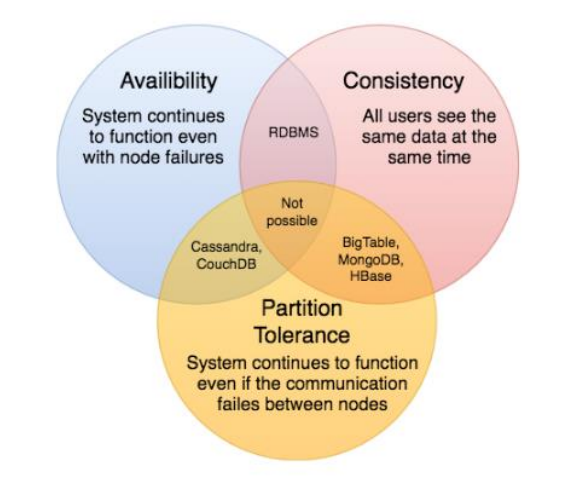 Availibility
System continues
to function even
with node failures
Consistency
All users see the
same data at the
same time
RDBMS
Not
possible
Cassandra,
CouchDB
BigTable,
MongoDB,
HBase
Partition
Tolerance
System continues to function
even if the communication
failes between nodes